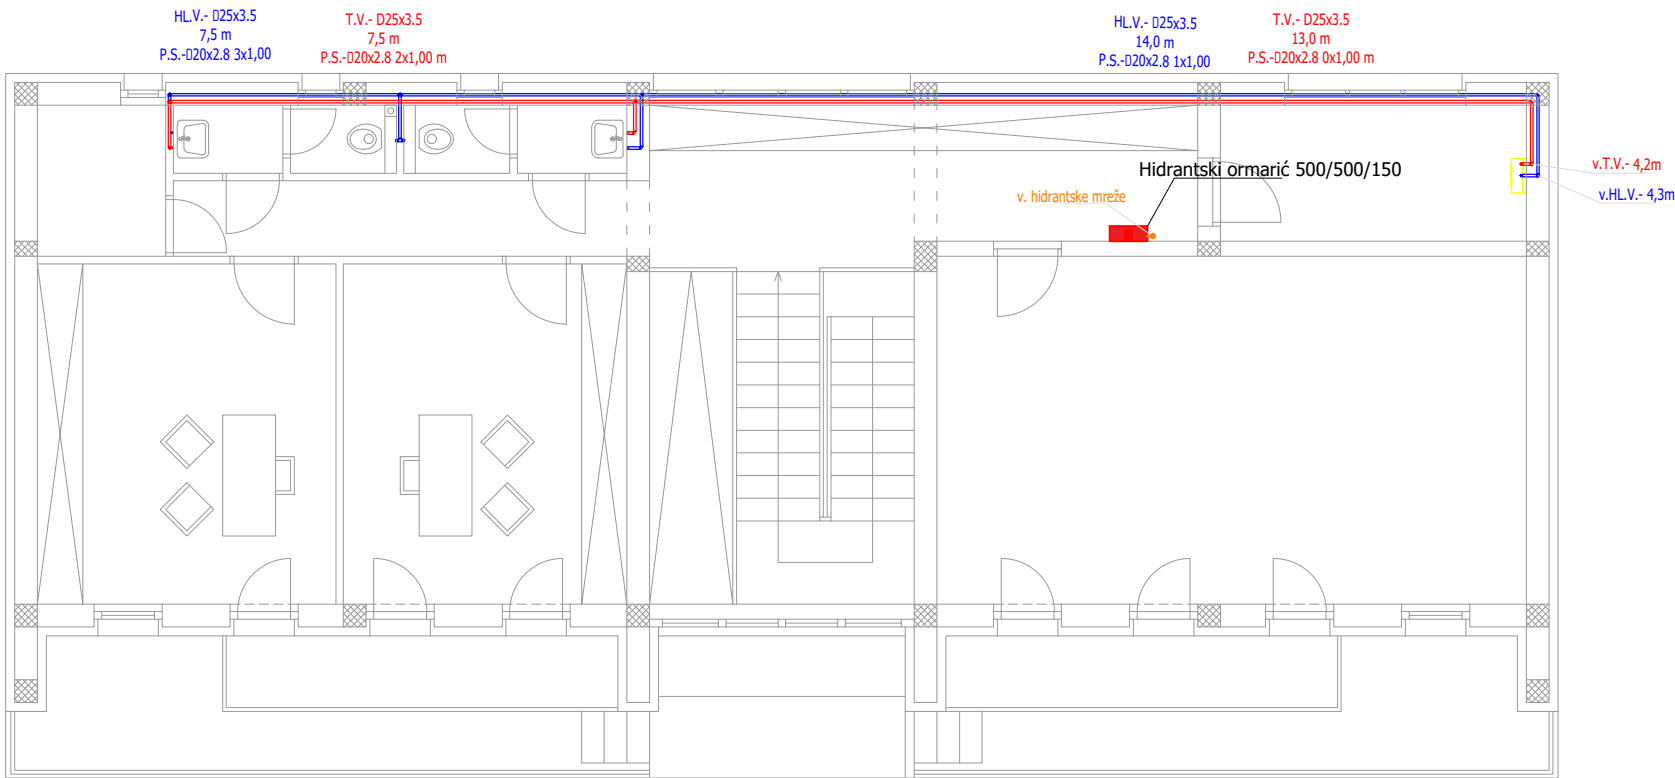 HL.V.- D25x3.5
7,5 m
P.S.-D20x2.8 3x1,00
T.V.- D25x3.5
7,5 m
P.S.-D20x2.8 2x1,00 m
HL.V.- D25x3.5
14,0 m
P.S.-D20x2.8 1x1,00
T.V.- D25x3.5
13,0 m
P.S.-D20x2.8 0x1,00 m
Hidrantski ormarić 500/500/150
v. hidrantske mreže
v.T.V.- 4,2m
v.HL.V.- 4,3m